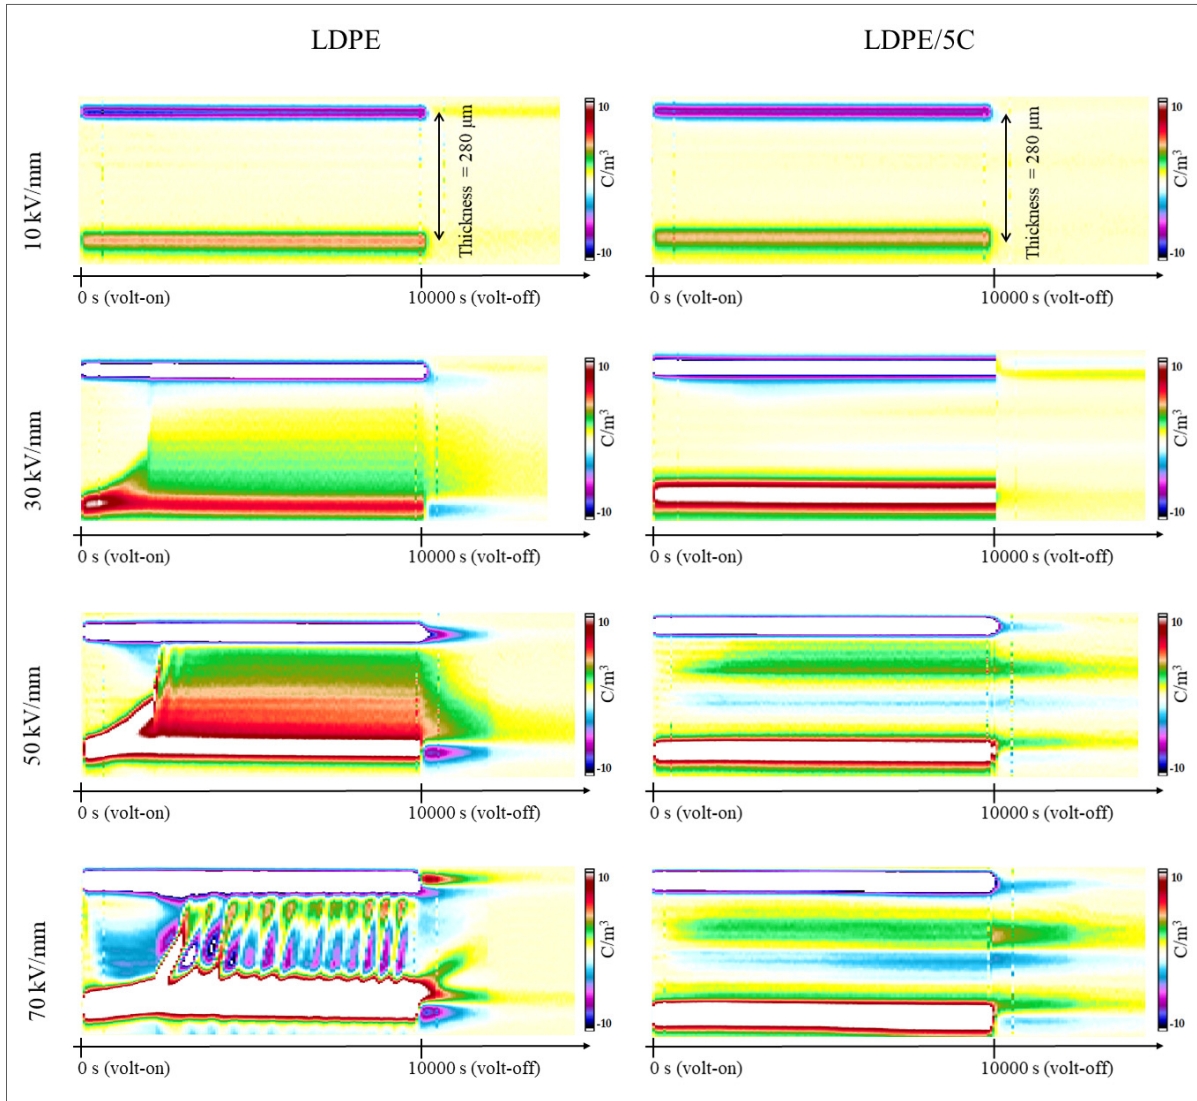 LDPE
LDPE/5C
10 kV/mm
10
C/m³
-10
Thickness = 280 μm
0 s (volt-on)
10000 s (volt-off)
10
C/m³
-10
Thickness = 280 μm
0 s (volt-on)
10000 s (volt-off)
30 kV/mm
10
C/m³
-10
0 s (volt-on)
10000 s (volt-off)
10
C/m³
-10
0 s (volt-on)
10000 s (volt-off)
50 kV/mm
10
C/m³
-10
0 s (volt-on)
10000 s (volt-off)
10
C/m³
-10
0 s (volt-on)
10000 s (volt-off)
70 kV/mm
10
C/m³
-10
0 s (volt-on)
10000 s (volt-off)
10
C/m³
-10
0 s (volt-on)
10000 s (volt-off)